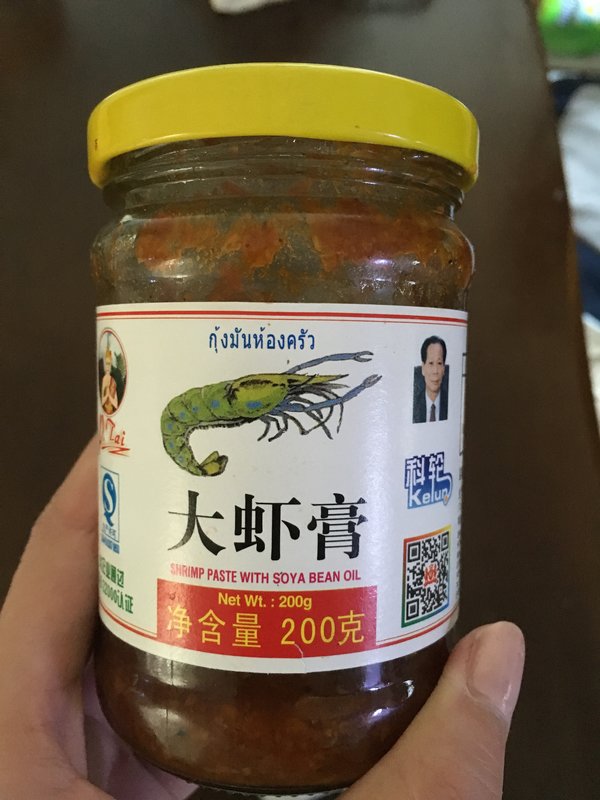 กุ้งมันห้องครัว
Tai
科轮
Kelun
大虾膏
SHRIMP PASTE WITH SOYA BEAN OIL
Net Wt. : 200g
净含量 200克